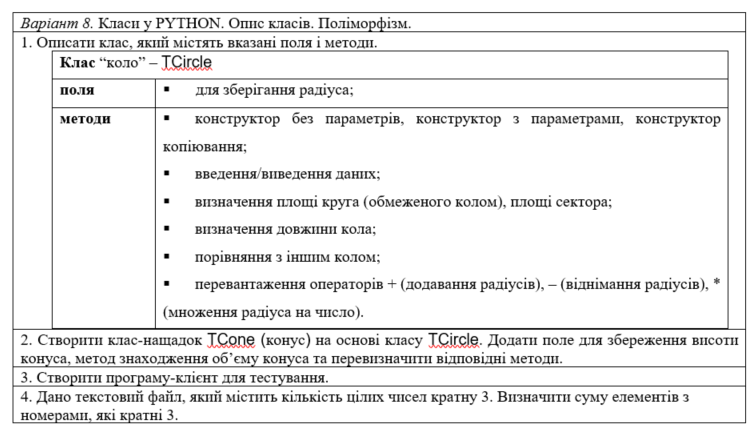 Варіант 8. Класи у PYTHON. Опис класів. Поліморфізм.
1. Описати клас, який містять вказані поля і методи.
Клас “коло” – TCircle
поля
▪ для зберігання радіуса;
методи
▪ конструктор без параметрів, конструктор з параметрами, конструктор
копіювання;
▪ введення/виведення даних;
▪ визначення площі круга (обмеженого колом), площі сектора;
▪ визначення довжини кола;
▪ порівняння з іншим колом;
▪ перевантаження операторів + (додавання радіусів), – (віднімання радіусів), *
(множення радіуса на число).
2. Створити клас-нащадок TCone (конус) на основі класу TCircle. Додати поле для збереження висоти
конуса, метод знаходження об’єму конуса та перевизначити відповідні методи.
3. Створити програму-клієнт для тестування.
4. Дано текстовий файл, який містить кількість цілих чисел кратну 3. Визначити суму елементів з
номерами, які кратні 3.